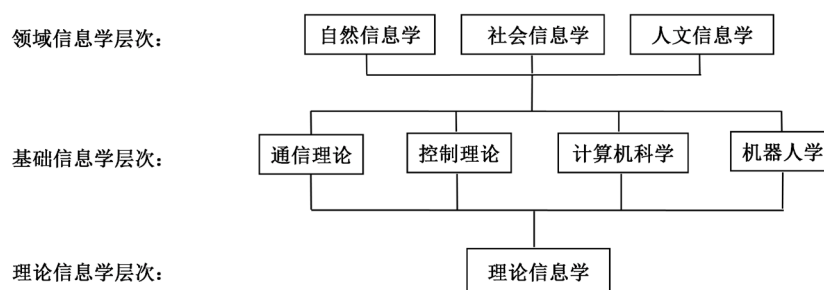 领域信息学层次： 自然信息学 社会信息学 人文信息学
基础信息学层次： 通信理论 控制理论 计算机科学 机器人学
理论信息学层次： 理论信息学